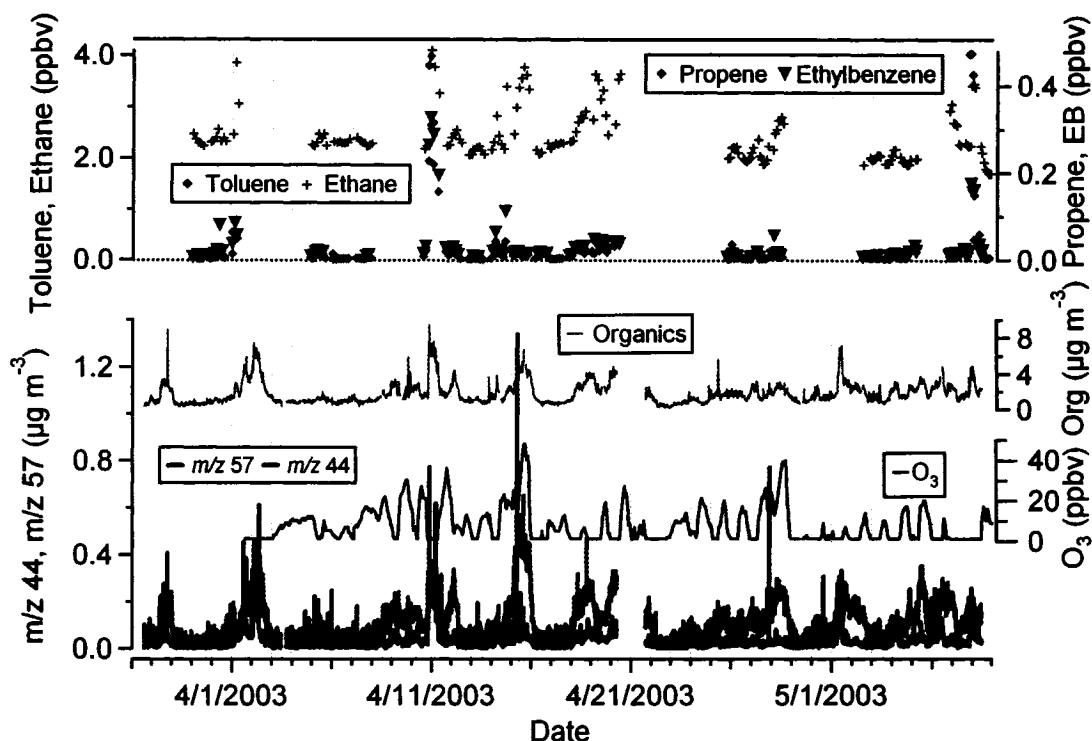 Toluene, Ethane (ppbv)
4.0
2.0
0.0
Propene Ethylbenzene
Toluene + Ethane
0.4
0.2
0.0
Propene, EB (ppbv)
m/z 44, m/z 57 (µg m-3)
1.2
0.8
0.4
0.0
Organics
8
4
0
Org (µg m-3)
m/z 57 m/z 44
O3
40
20
0
O3 (ppbv)
4/1/2003
4/11/2003
4/21/2003
5/1/2003
Date